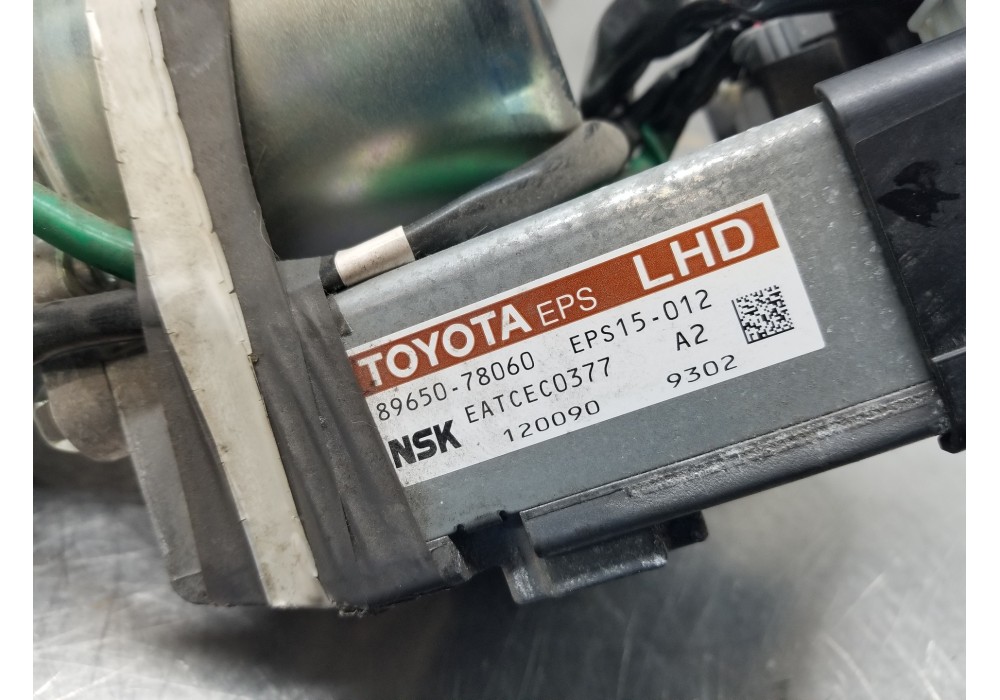 TOYOTA EPS LHD
89650-78060 EPS15-012
EATCEC0377 A2
NSK 120090 9302